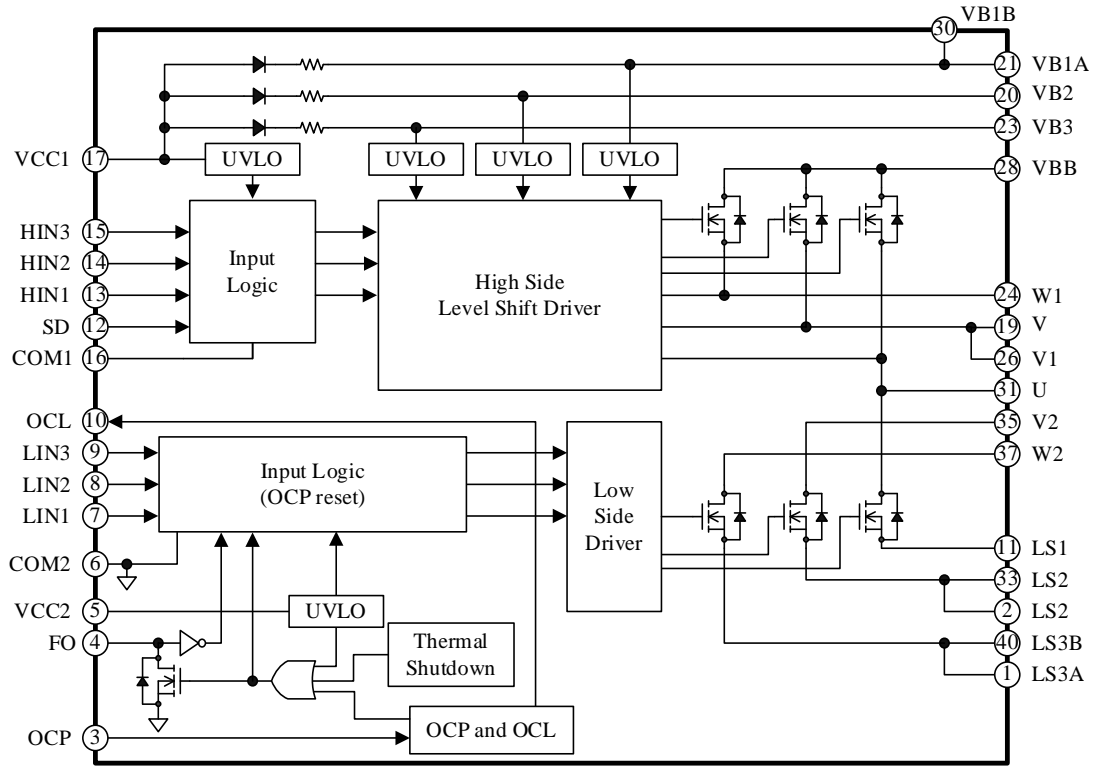 VB1B
30
21 VB1A
20 VB2
23 VB3
VCC1 17
UVLO
UVLO
UVLO
UVLO
28 VBB
HIN3 15
HIN2 14
HIN1 13
SD 12
COM1 16
Input
Logic
High Side
Level Shift Driver
24 W1
19 V
26 V1
31 U
35 V2
37 W2
OCL 10
LIN3 9
LIN2 8
LIN1 7
COM2 6
VCC2 5
FO 4
OCP 3
Input Logic
(OCP reset)
Low
Side
Driver
UVLO
Thermal
Shutdown
OCP and OCL
11 LS1
33 LS2
2 LS2
40 LS3B
1 LS3A